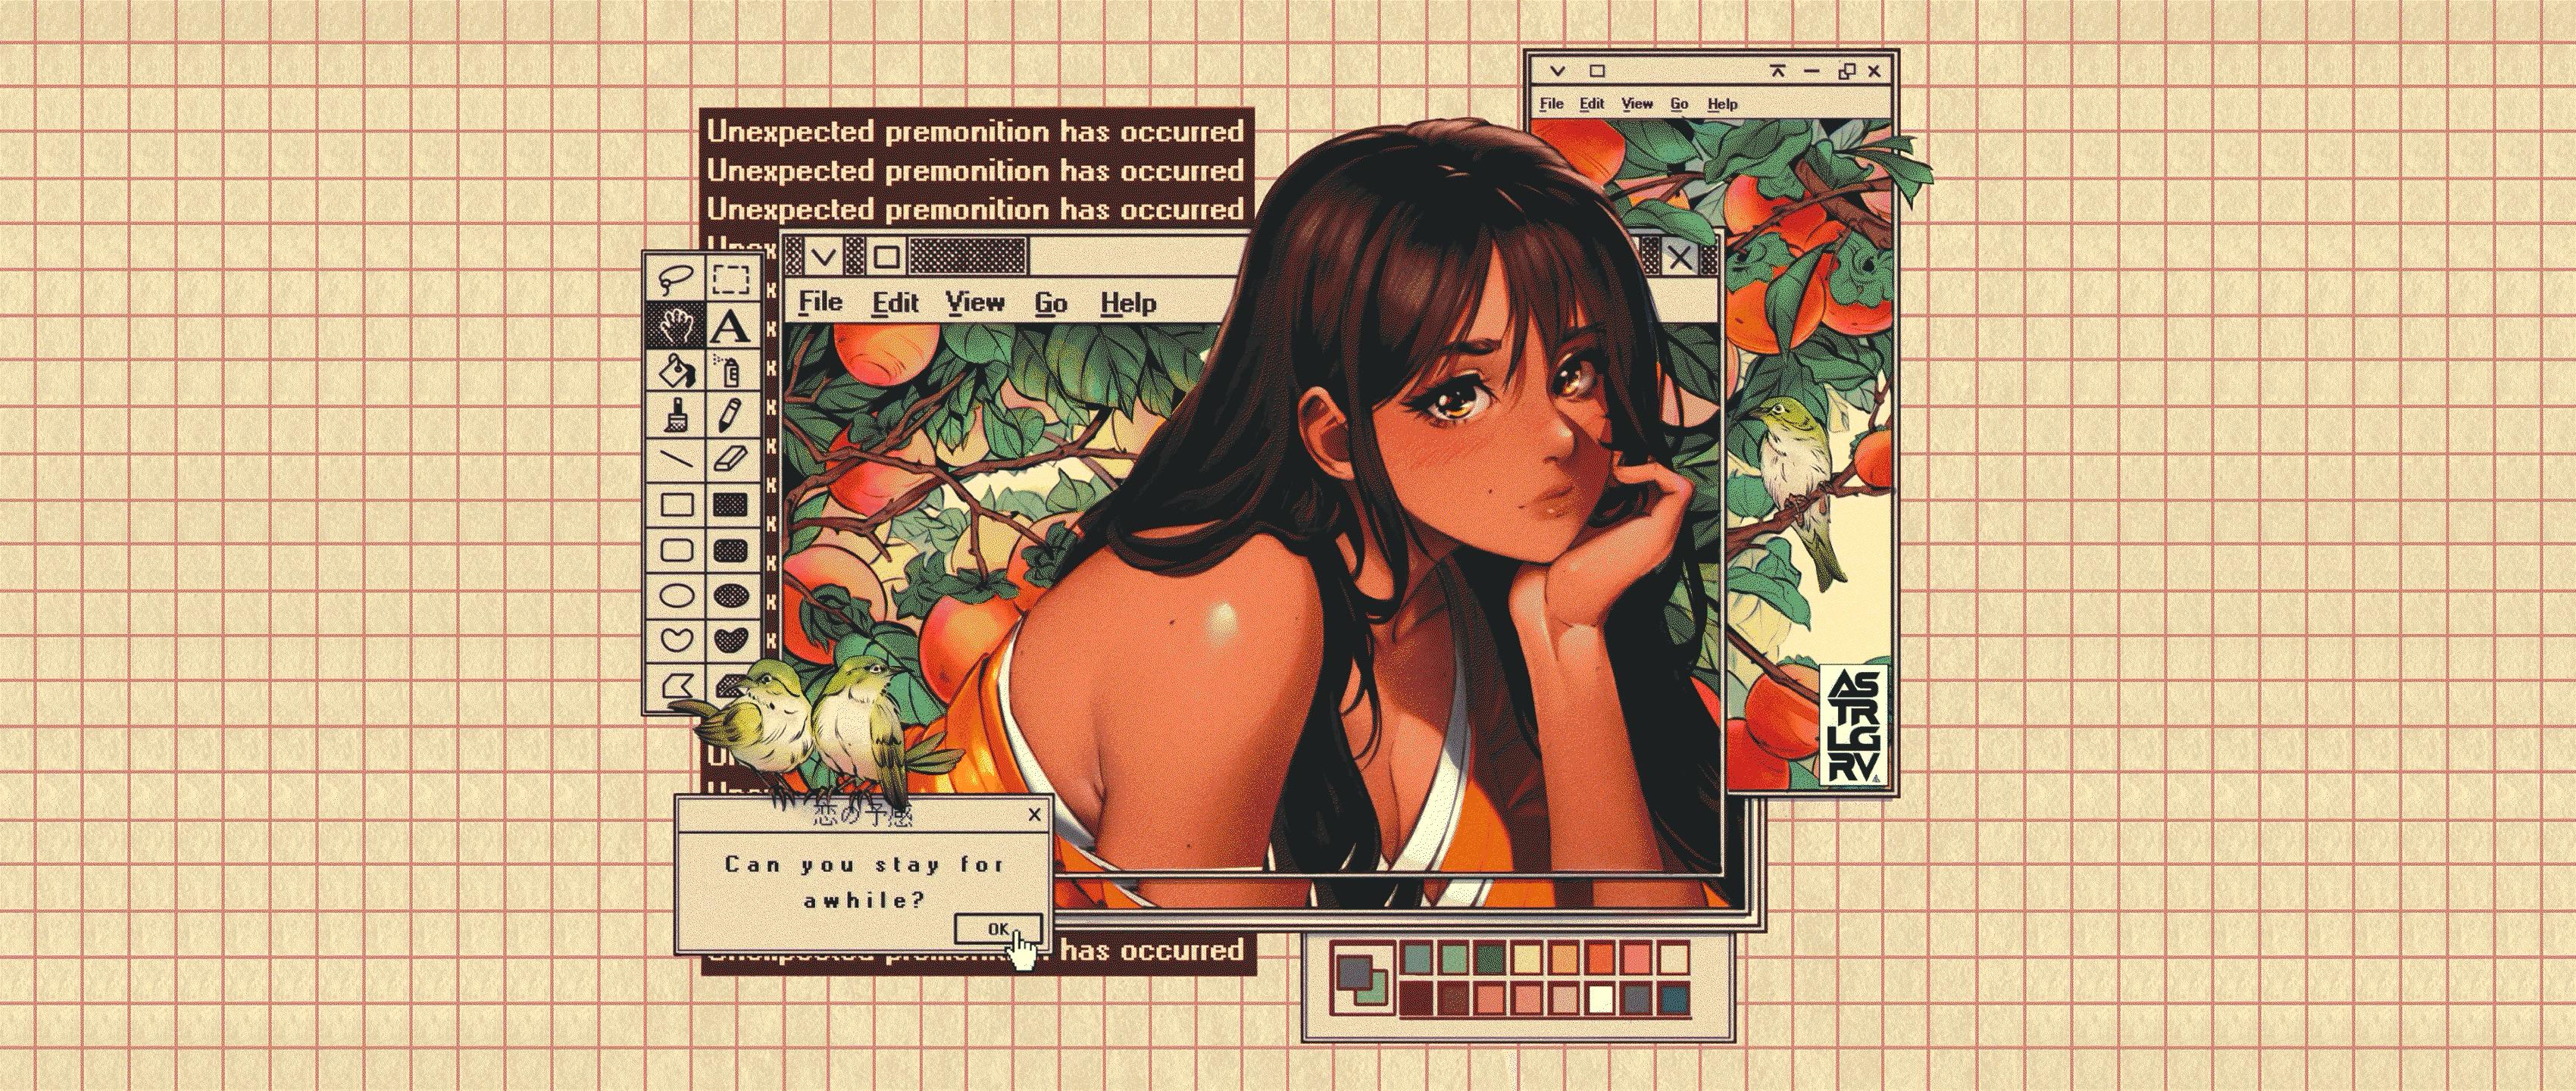 Unexpected premonition has occurred
Unexpected premonition has occurred
Unexpected premonition has occurred
File Edit View Go Help
File Edit View Go Help
A
恋の予感
Can you stay for
awhile?
OK
has occurred
AS
TR
LG
RV